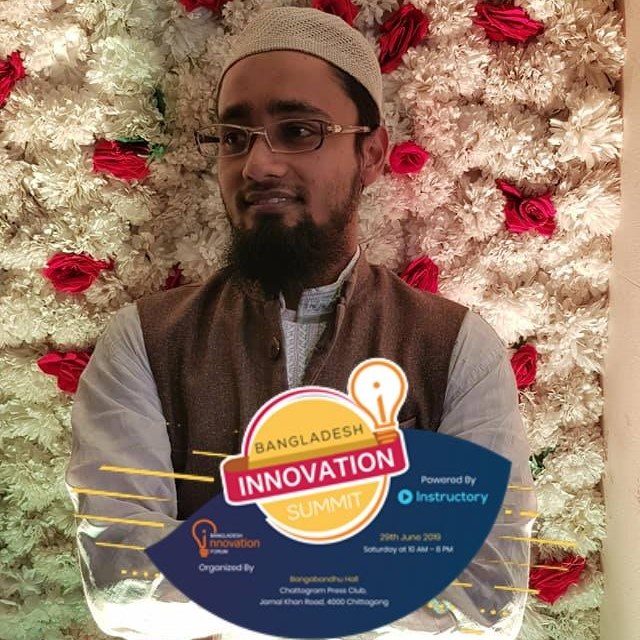 BANGLADESH
INNOVATION
SUMMIT
Powered By
Instructory
BANGLADESH
innovation
FORUM
Organized By
29th June 2019
Saturday at 10 AM - 8 PM
Bangabandhu Hall
Chattogram Press Club,
Jamal Khan Road, 4000 Chittagong